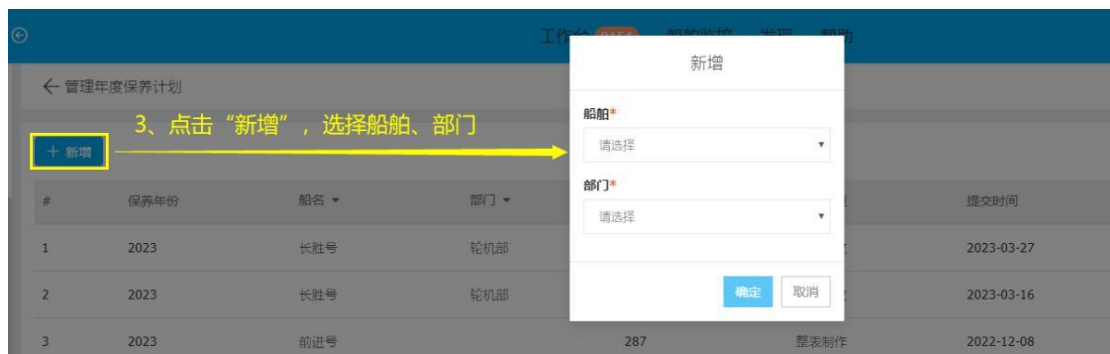 工作台
发现
帮助
新增
← 管理年度保养计划
船舶*
3、点击“新增”，选择船舶、部门
请选择
+ 新增
部门*
# 保养年份 船名 部门 提交时间
请选择
1 2023 长胜号 轮机部 2023-03-27
确定 取消
2 2023 长胜号 轮机部 2023-03-16
3 2023 前进号 287 整表制作 2022-12-08